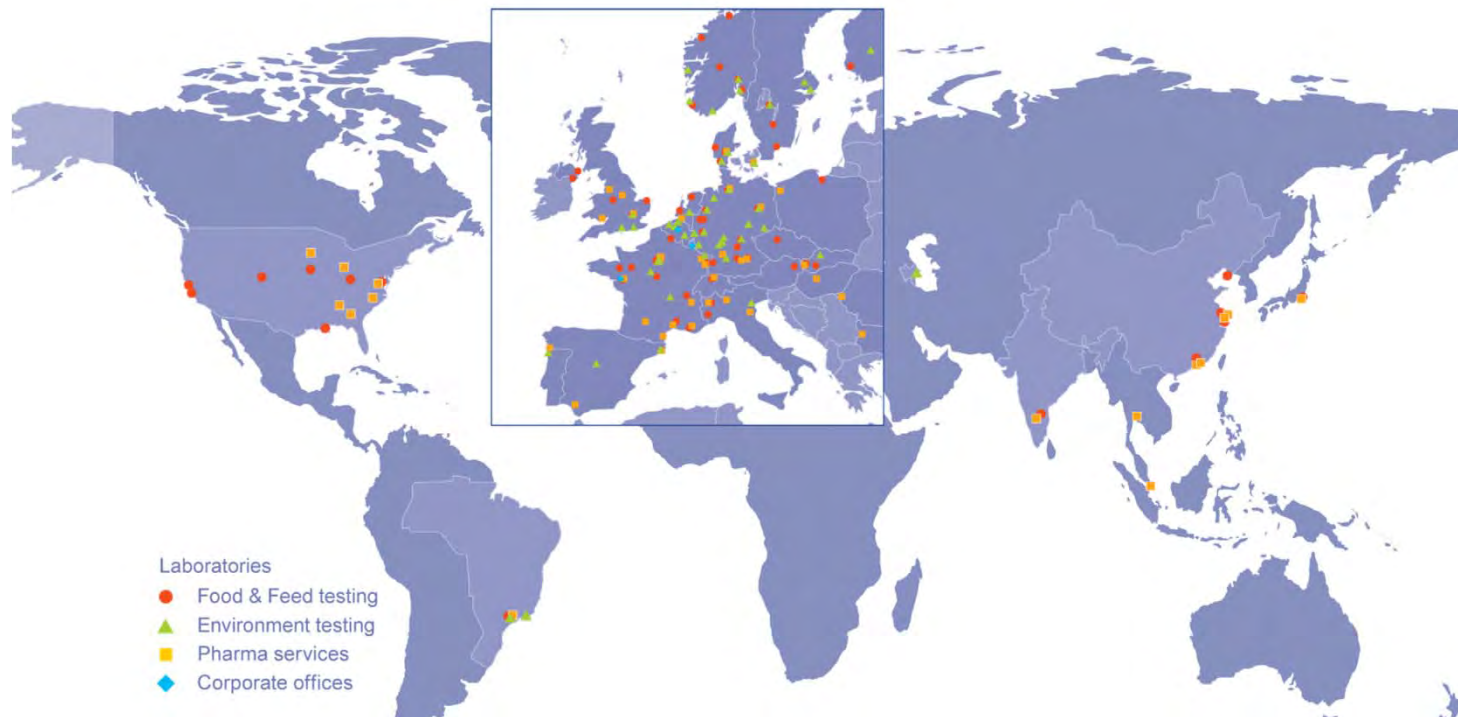 Laboratories
Food & Feed testing
Environment testing
Pharma services
Corporate offices